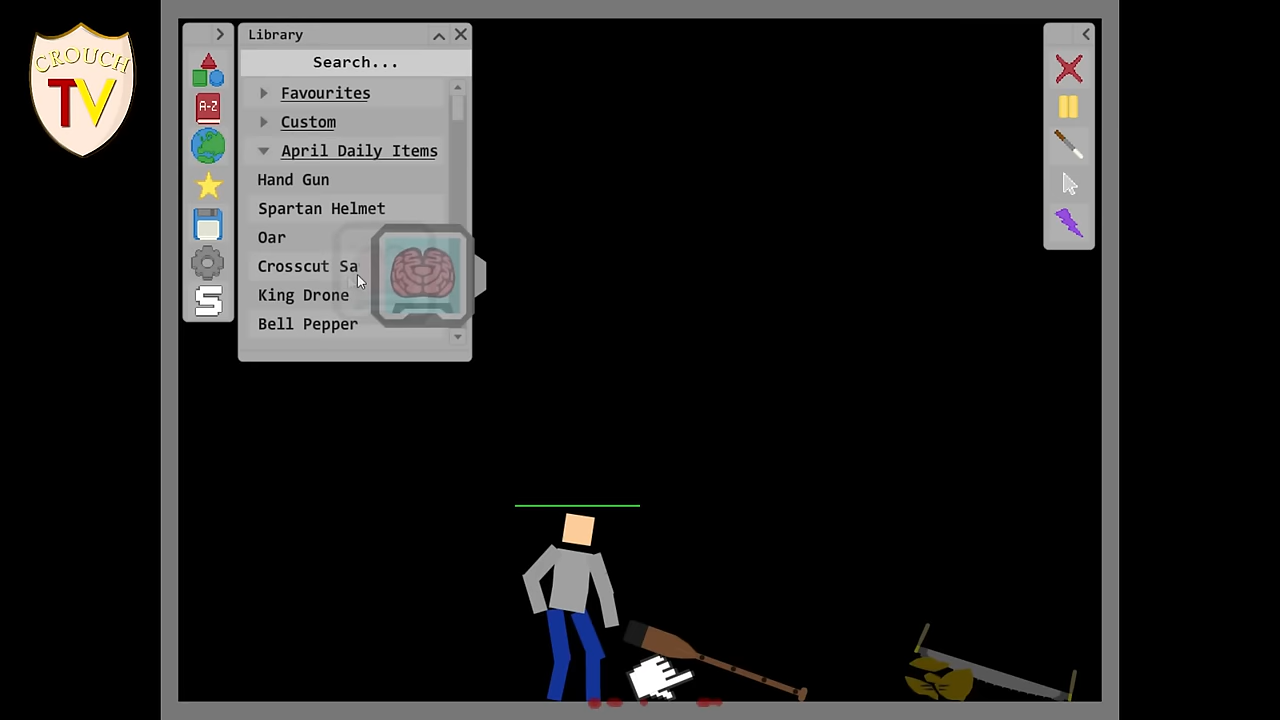 CROUCH
TV
Library
Search...
Favourites
A-Z
Custom
April Daily Items
Hand Gun
Spartan Helmet
Oar
Crosscut Sa
King Drone
Bell Pepper
S